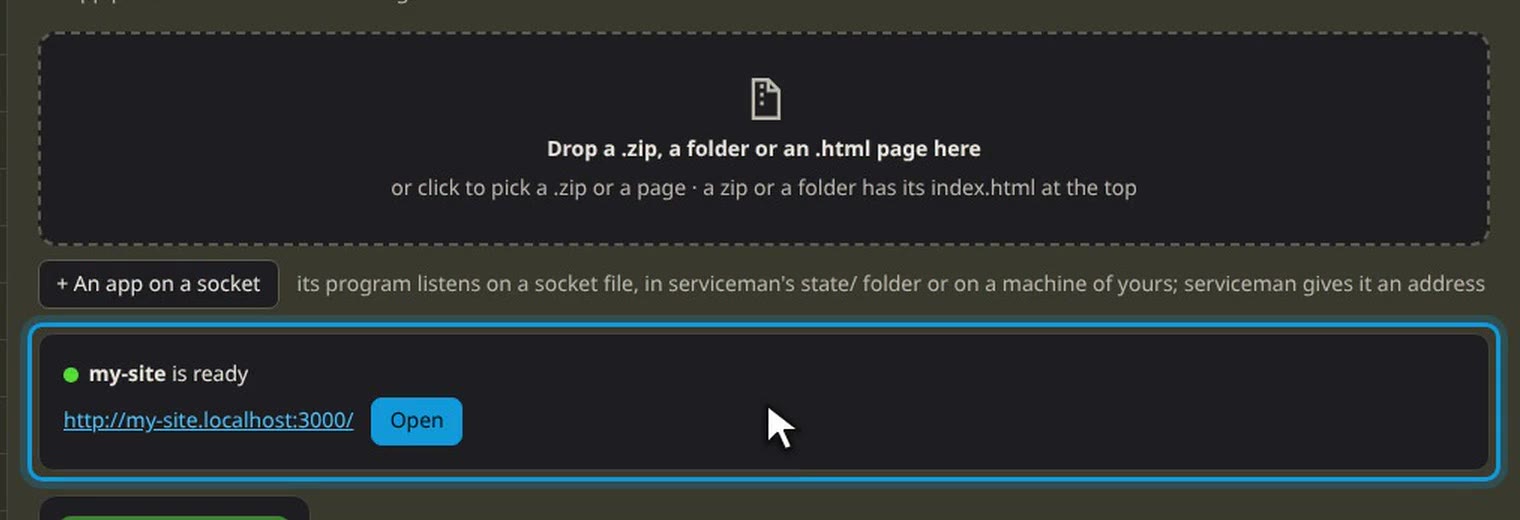 Drop a .zip, a folder or an .html page here
or click to pick a .zip or a page · a zip or a folder has its index.html at the top
+ An app on a socket its program listens on a socket file, in serviceman's state/ folder or on a machine of yours; serviceman gives it an address
my-site is ready
http://my-site.localhost:3000/ Open